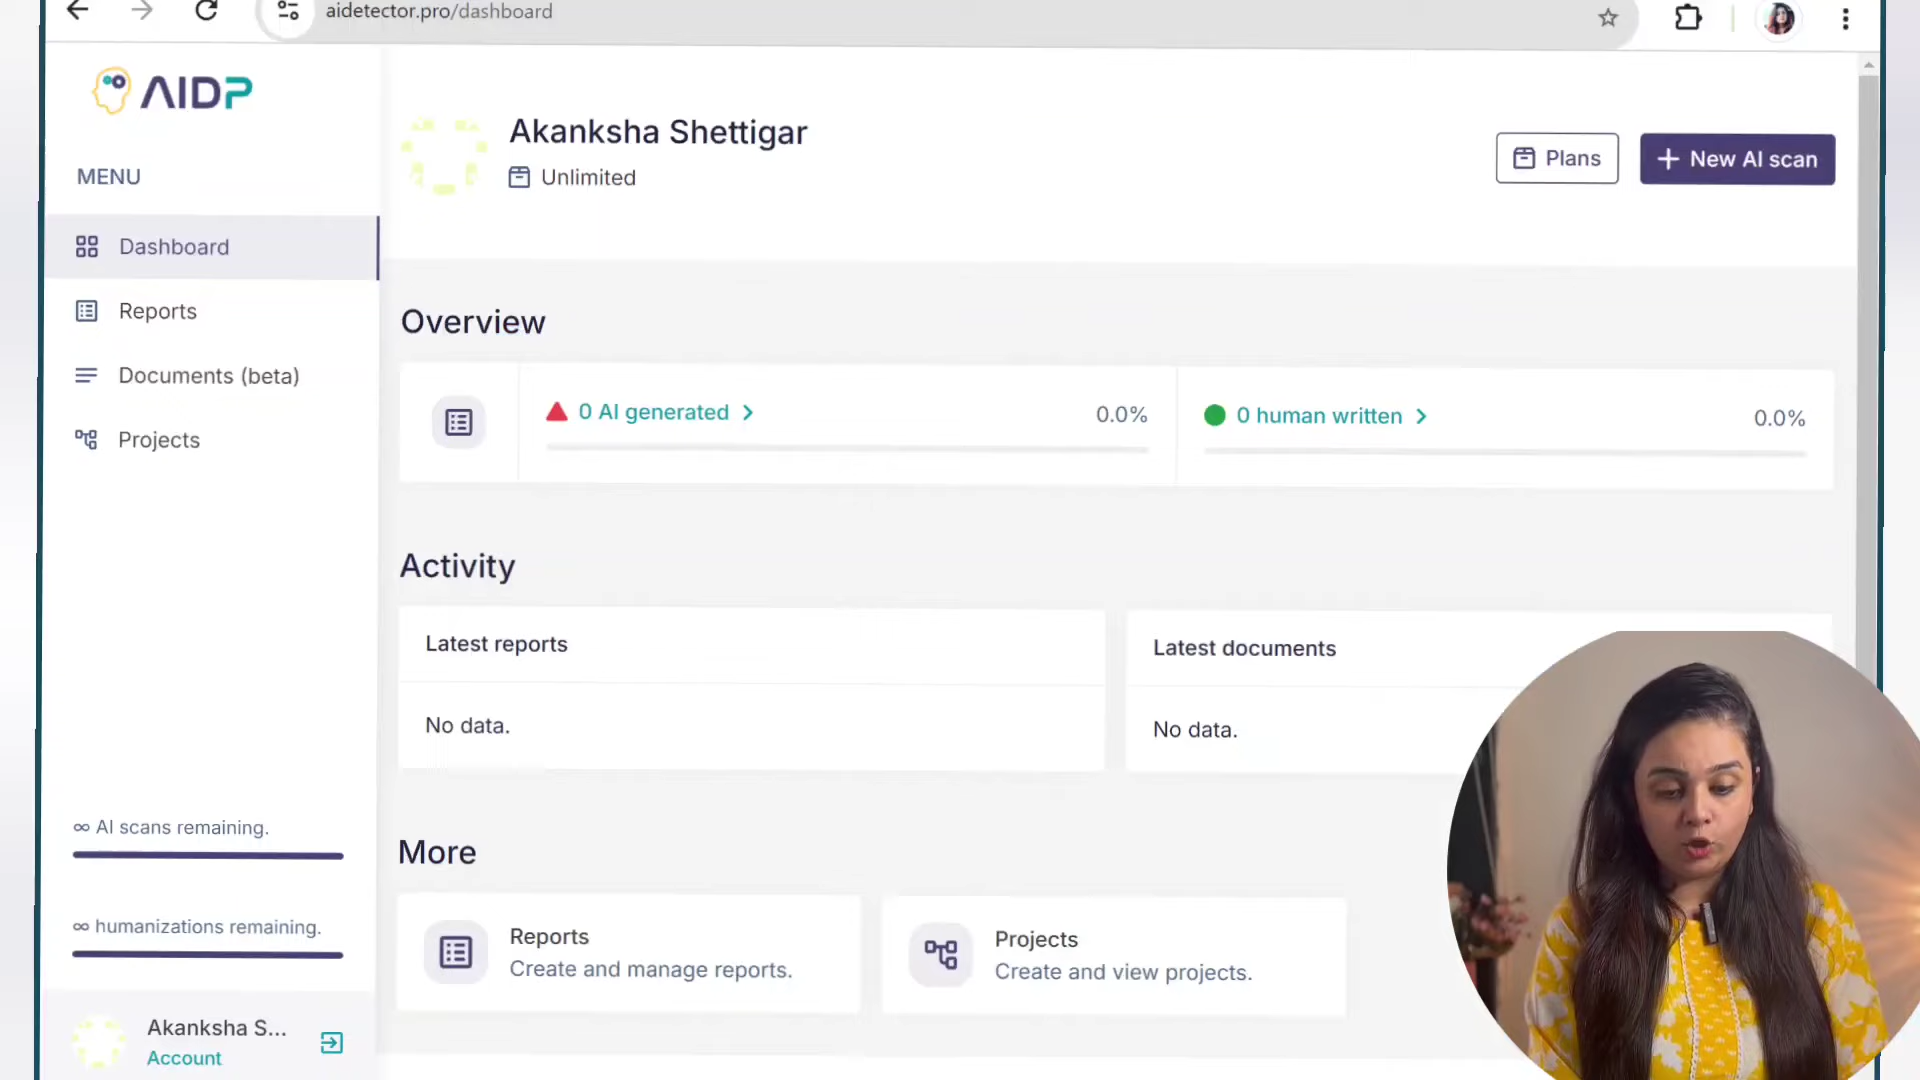 aidetector.pro/dashboard
AIDP
MENU
Dashboard
Reports
Documents (beta)
Projects
∞ AI scans remaining.
∞ humanizations remaining.
Akanksha S...
Account
Akanksha Shettigar
Unlimited
Plans
+ New AI scan
Overview
0 AI generated >
0.0%
0 human written >
0.0%
Activity
Latest reports
No data.
Latest documents
No data.
More
Reports
Create and manage reports.
Projects
Create and view projects.